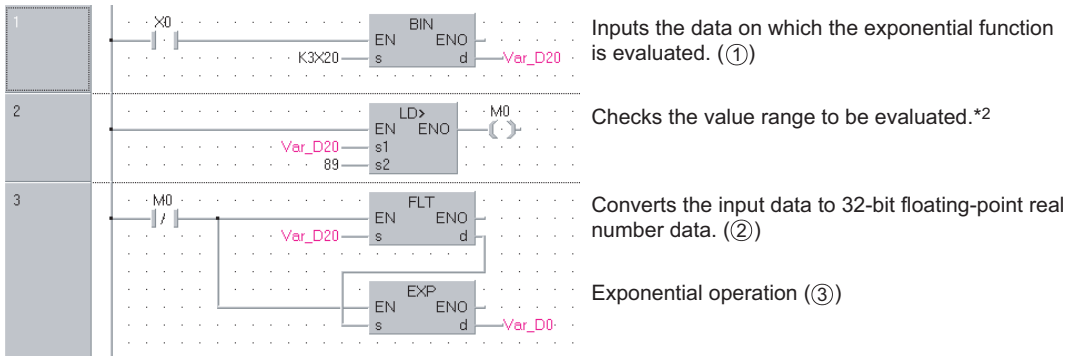 1
X0
BIN
EN ENO
K3X20 s d Var_D20
Inputs the data on which the exponential function
is evaluated. (①)
2
LD>
M0
EN ENO
Var_D20 s1
89 s2
Checks the value range to be evaluated.*2
3
M0
FLT
EN ENO
Var_D20 s d
Converts the input data to 32-bit floating-point real
number data. (②)
EXP
EN ENO
s d Var_D0
Exponential operation (③)